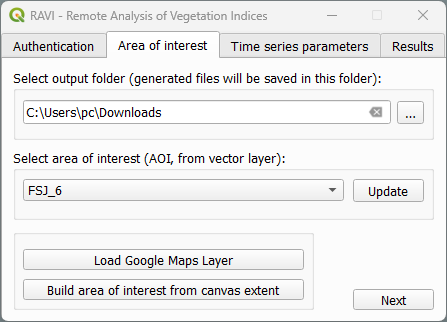 RAVI - Remote Analysis of Vegetation Indices
Authentication Area of interest Time series parameters Results
Select output folder (generated files will be saved in this folder):
C:\Users\pc\Downloads ...
Select area of interest (AOI, from vector layer):
FSJ_6 Update
Load Google Maps Layer
Build area of interest from canvas extent
Next